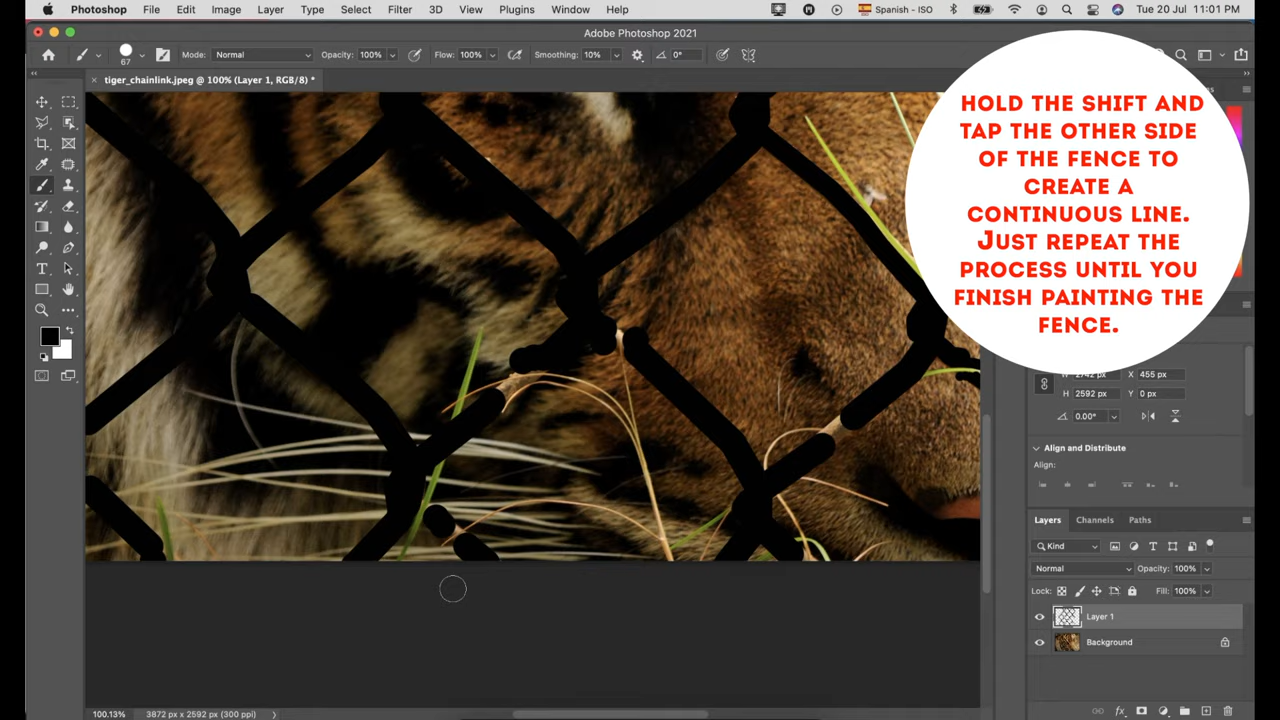 Photoshop File Edit Image Layer Type Select Filter 3D View Plugins Window Help Spanish - ISO Tue 20 Jul 11:01 PM
Adobe Photoshop 2021
67 Mode: Normal Opacity: 100% Flow: 100% Smoothing: 10% 0°
tiger_chainlink.jpeg @ 100% (Layer 1, RGB/8) *
HOLD THE SHIFT AND
TAP THE OTHER SIDE
OF THE FENCE TO
CREATE A
CONTINUOUS LINE.
JUST REPEAT THE
PROCESS UNTIL YOU
FINISH PAINTING THE
FENCE.
X 455 px
H 2592 px Y 0 px
0.00°
Align and Distribute
Align:
Layers Channels Paths
Kind
Normal Opacity: 100%
Lock: Fill: 100%
Layer 1
Background
100.13% 3872 px x 2592 px (300 ppi)